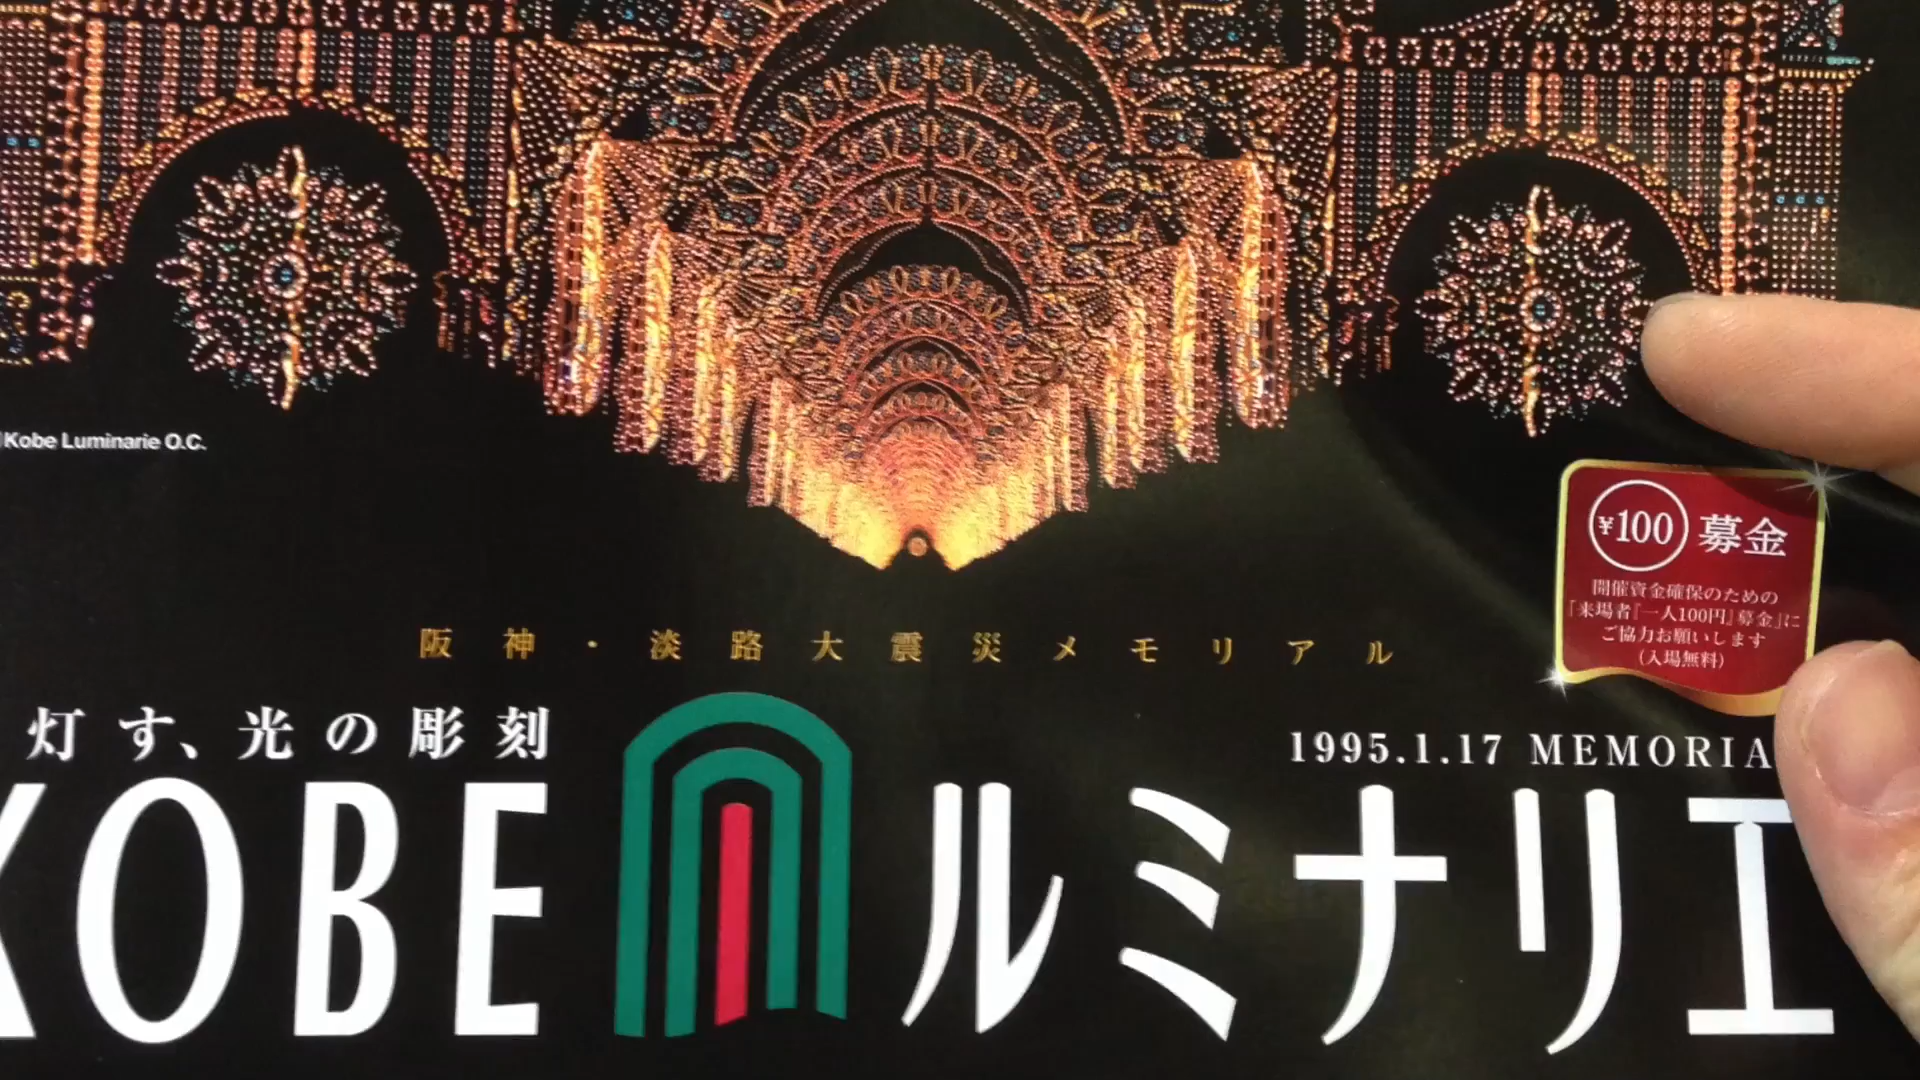 Kobe Luminarie O.C.
¥100 募金
開催資金確保のための
「来場者『一人100円』募金」に
ご協力お願いします
(入場無料)
阪神・淡路大震災メモリアル
灯す、光の彫刻
1995.1.17 MEMORIA
KOBE ルミナリエ